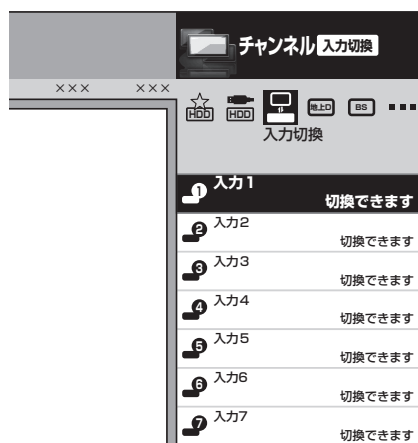 チャンネル 入力切換
××× ×××
HDD HDD 地上D BS
入力切換
入力1
切換できます
入力2
切換できます
入力3
切換できます
入力4
切換できます
入力5
切換できます
入力6
切換できます
入力7
切換できます